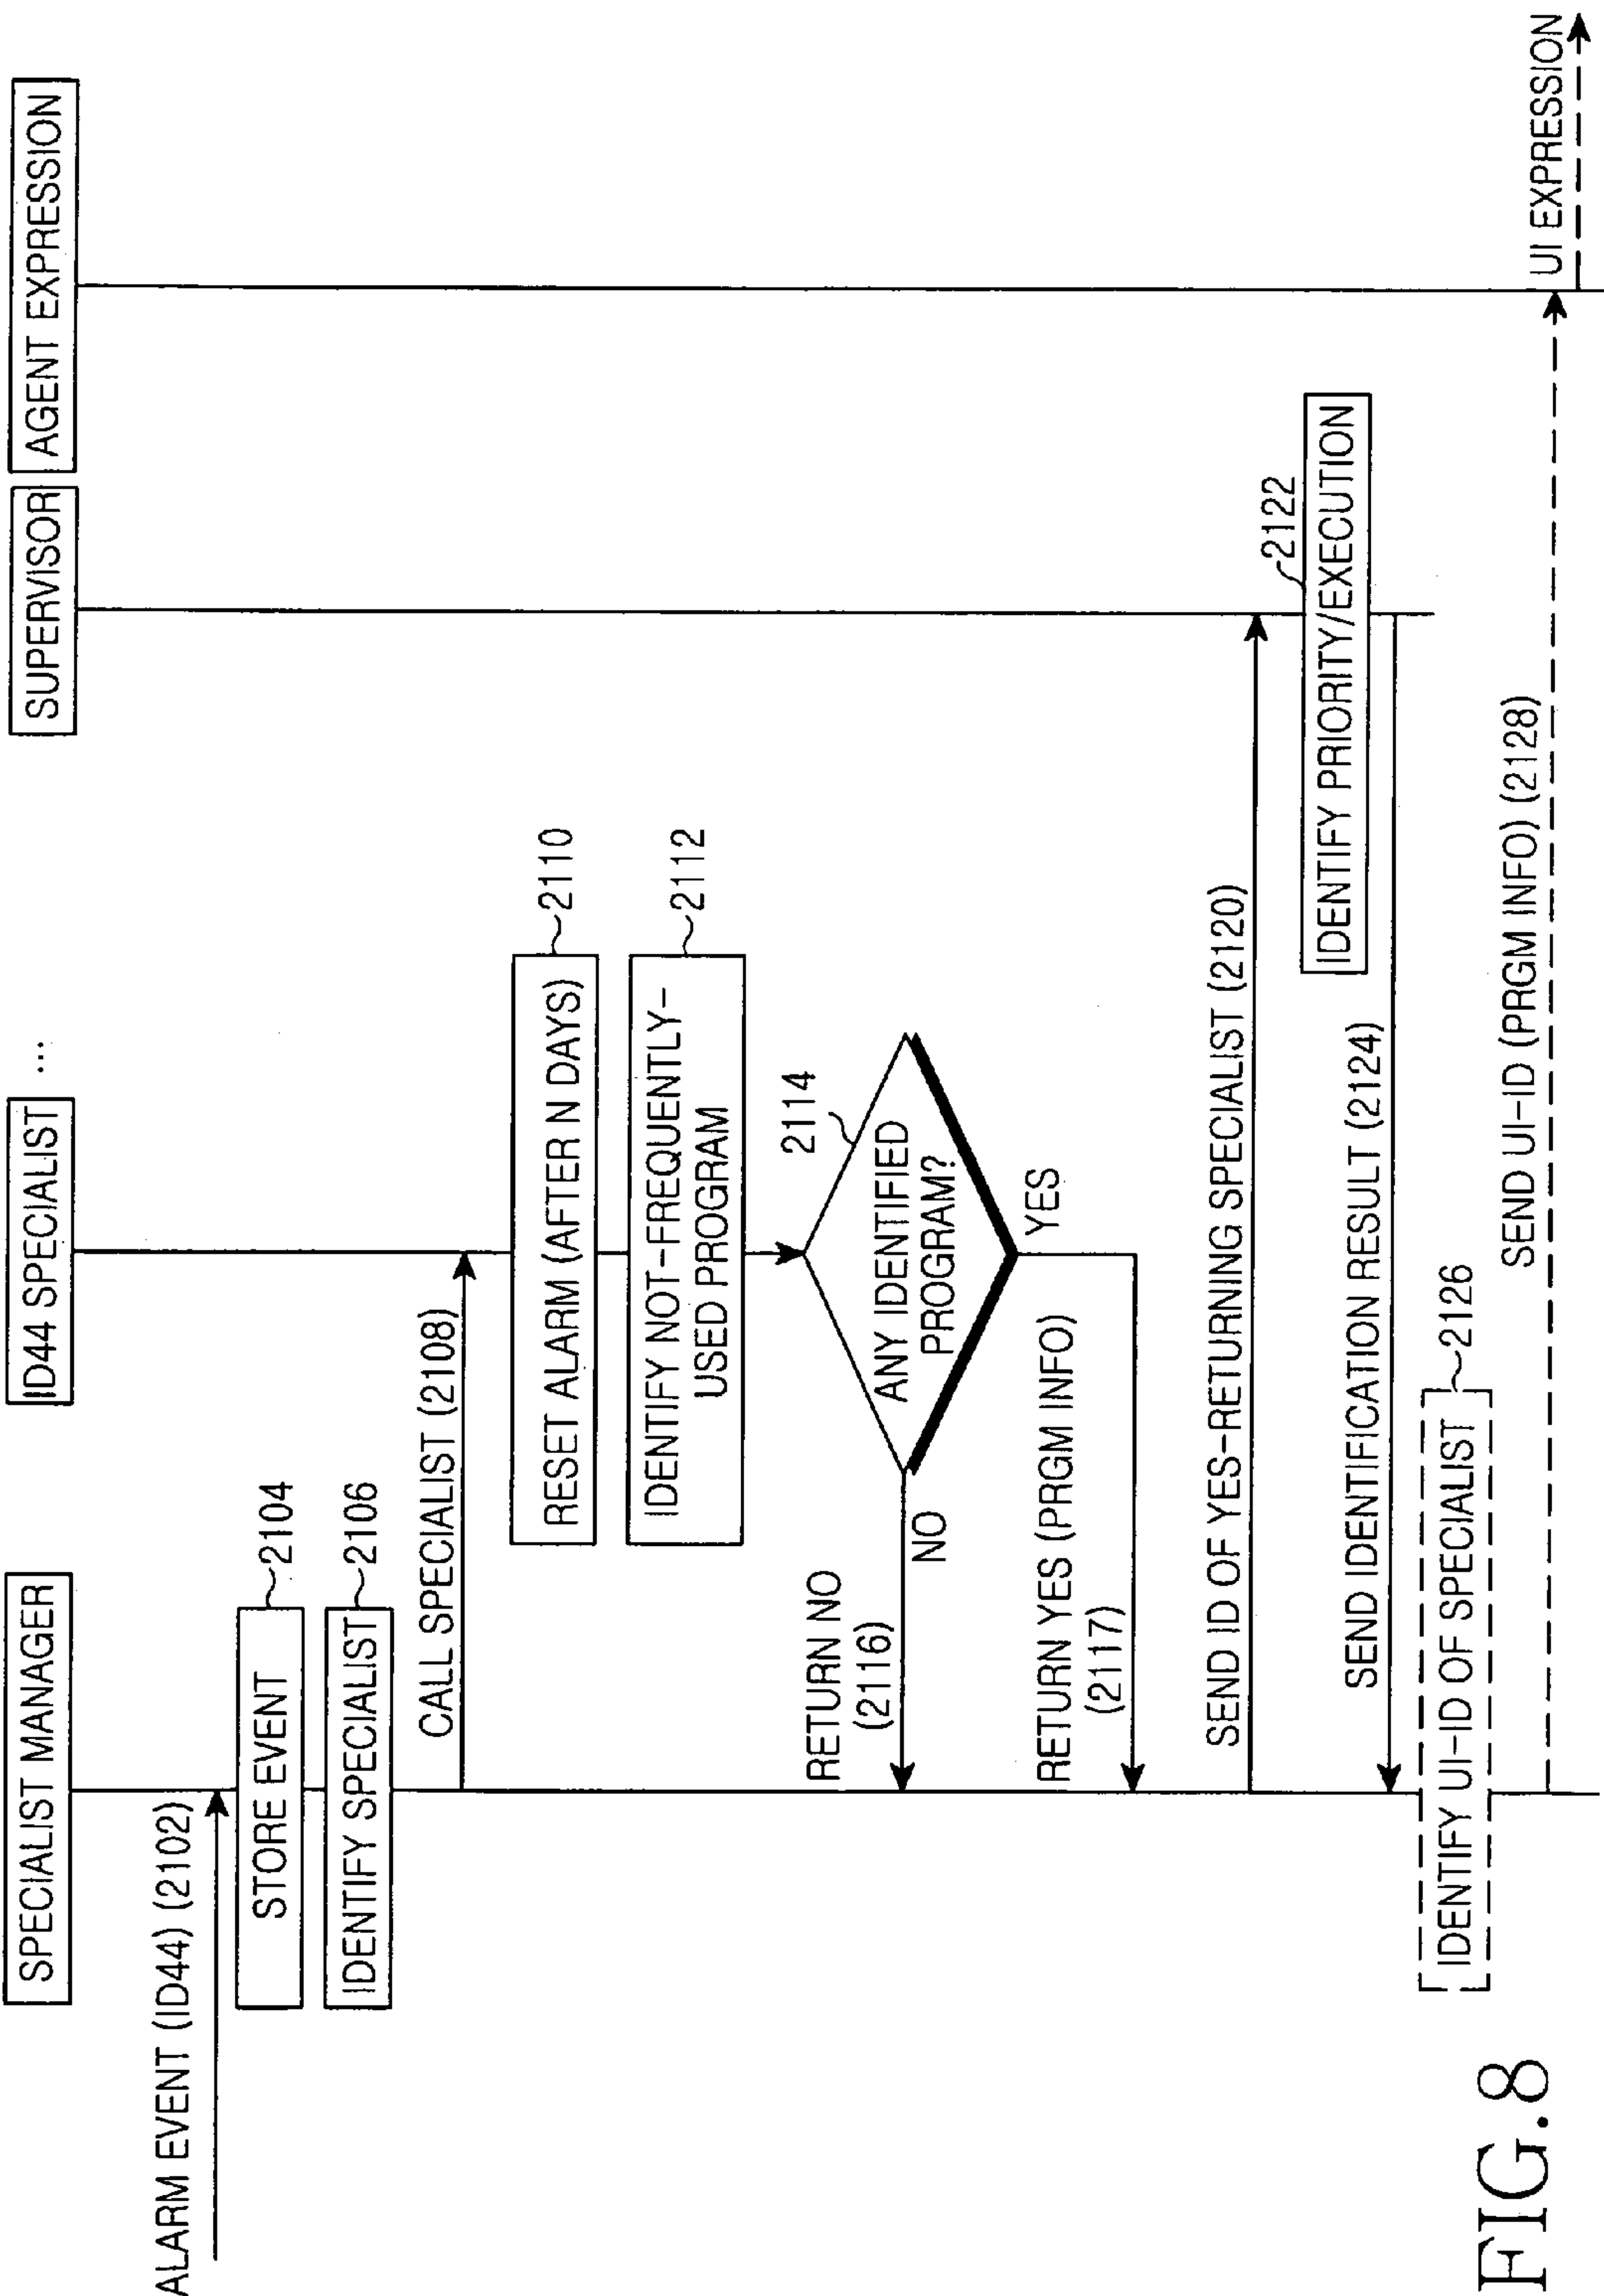 SPECIALIST MANAGER
ID44 SPECIALIST
...
SUPERVISOR
AGENT EXPRESSION
ALARM EVENT (ID44) (2102)
STORE EVENT
2104
IDENTIFY SPECIALIST
2106
CALL SPECIALIST (2108)
RESET ALARM (AFTER N DAYS)
2110
IDENTIFY NOT-FREQUENTLY-
USED PROGRAM
2112
2114
ANY IDENTIFIED
PROGRAM?
RETURN NO
(2116)
NO
YES
RETURN YES (PRGM INFO)
(2117)
SEND ID OF YES-RETURNING SPECIALIST (2120)
2122
IDENTIFY PRIORITY/EXECUTION
SEND IDENTIFICATION RESULT (2124)
IDENTIFY UI-ID OF SPECIALIST
2126
SEND UI-ID (PRGM INFO) (2128)
UI EXPRESSION
FIG.8